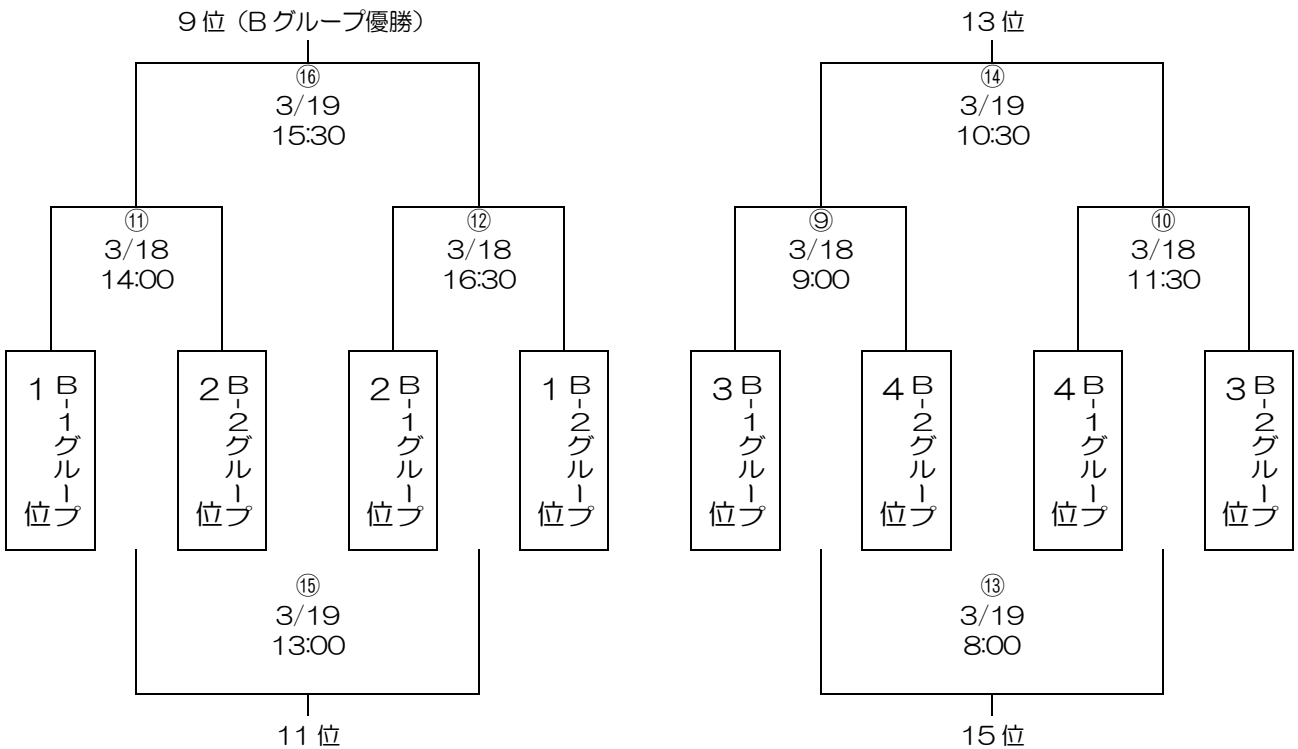 9位（Bグループ優勝）
⑯
3/19
15:30
⑪
3/18
14:00
⑫
3/18
16:30
B-1グループ
1位
B-2グループ
2位
B-1グループ
2位
B-2グループ
1位
⑮
3/19
13:00
11位
13位
⑭
3/19
10:30
⑨
3/18
9:00
⑩
3/18
11:30
B-1グループ
3位
B-2グループ
4位
B-1グループ
4位
B-2グループ
3位
⑬
3/19
8:00
15位